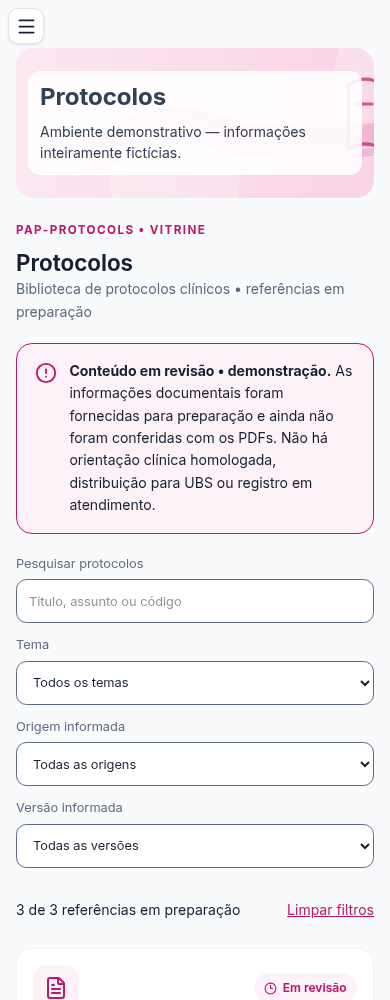 Protocolos
Ambiente demonstrativo — informações
inteiramente fictícias.
PAP-PROTOCOLS • VITRINE
Protocolos
Biblioteca de protocolos clínicos • referências em
preparação
Conteúdo em revisão • demonstração. As
informações documentais foram
fornecidas para preparação e ainda não
foram conferidas com os PDFs. Não há
orientação clínica homologada,
distribuição para UBS ou registro em
atendimento.
Pesquisar protocolos
Título, assunto ou código
Tema
Todos os temas
Origem informada
Todas as origens
Versão informada
Todas as versões
3 de 3 referências em preparação Limpar filtros
Em revisão